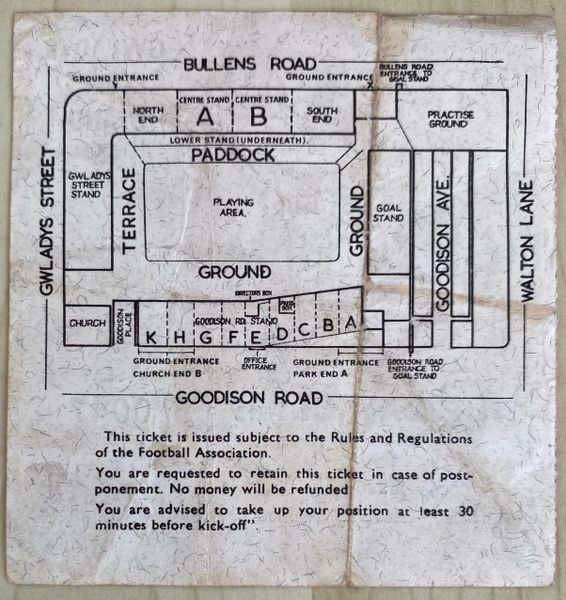 BULLENS ROAD
GROUND ENTRANCE
GROUND ENTRANCE
BULLENS ROAD
ENTRANCE TO
GOAL STAND
NORTH
END
CENTRE STAND
A
CENTRE STAND
B
SOUTH
END
PRACTISE
GROUND
LOWER STAND (UNDERNEATH).
PADDOCK
GWLADYS STREET
GWLADYS
STREET
STAND
TERRACE
PLAYING
AREA.
GROUND
GOAL
STAND
GOODISON AVE.
WALTON LANE
GROUND
DIRECTORS BOX
PRESS
BOX
CHURCH
GOODISON
PLACE
GOODISON RD. STAND
K H G F E D C B A
GROUND ENTRANCE
CHURCH END B
OFFICE
ENTRANCE
GROUND ENTRANCE
PARK END A
GOODISON ROAD
ENTRANCE TO
GOAL STAND
GOODISON ROAD
This ticket is issued subject to the Rules and Regulations
of the Football Association.
You are requested to retain this ticket in case of post-
ponement. No money will be refunded
You are advised to take up your position at least 30
minutes before kick-off”.